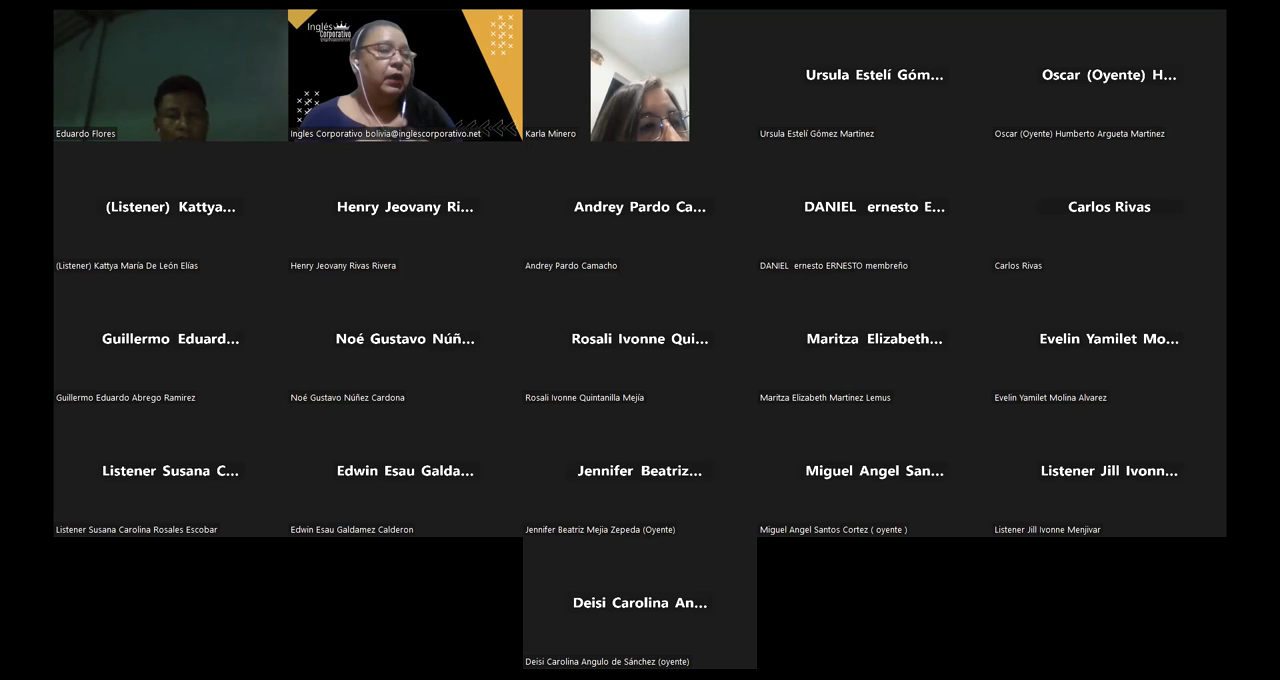 Inglés
Corporativo
Eduardo Flores
Ingles Corporativo bolivia@inglescorporativo.net
Karla Minero
Ursula Estelí Góm...
Ursula Estelí Gómez Martinez
Oscar (Oyente) H...
Oscar (Oyente) Humberto Argueta Martinez
(Listener) Kattya...
(Listener) Kattya María De León Elías
Henry Jeovany Ri...
Henry Jeovany Rivas Rivera
Andrey Pardo Ca...
Andrey Pardo Camacho
DANIEL ernesto E...
DANIEL ernesto ERNESTO membreño
Carlos Rivas
Carlos Rivas
Guillermo Eduard...
Guillermo Eduardo Abrego Ramirez
Noé Gustavo Núñ...
Noé Gustavo Núñez Cardona
Rosali Ivonne Qui...
Rosali Ivonne Quintanilla Mejía
Maritza Elizabeth...
Maritza Elizabeth Martinez Lemus
Evelin Yamilet Mo...
Evelin Yamilet Molina Alvarez
Listener Susana C...
Listener Susana Carolina Rosales Escobar
Edwin Esau Galda...
Edwin Esau Galdamez Calderon
Jennifer Beatriz...
Jennifer Beatriz Mejia Zepeda (Oyente)
Miguel Angel San...
Miguel Angel Santos Cortez ( oyente )
Listener Jill Ivonn...
Listener Jill Ivonne Menjivar
Deisi Carolina An...
Deisi Carolina Angulo de Sánchez (oyente)